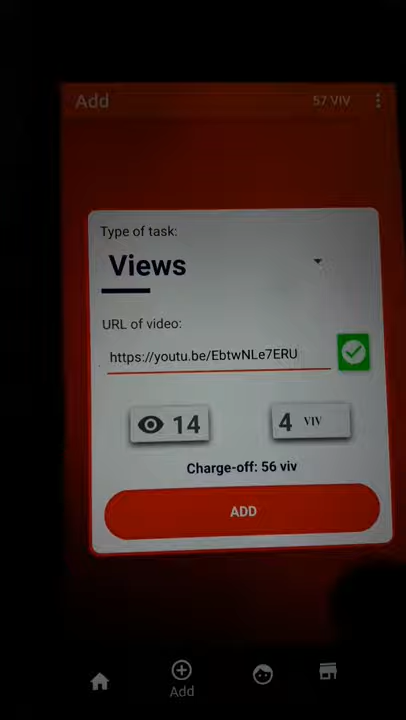 Add 57 VIV
Type of task:
Views
URL of video:
https://youtu.be/EbtwNLe7ERU
14 4 VIV
Charge-off: 56 viv
ADD
Add